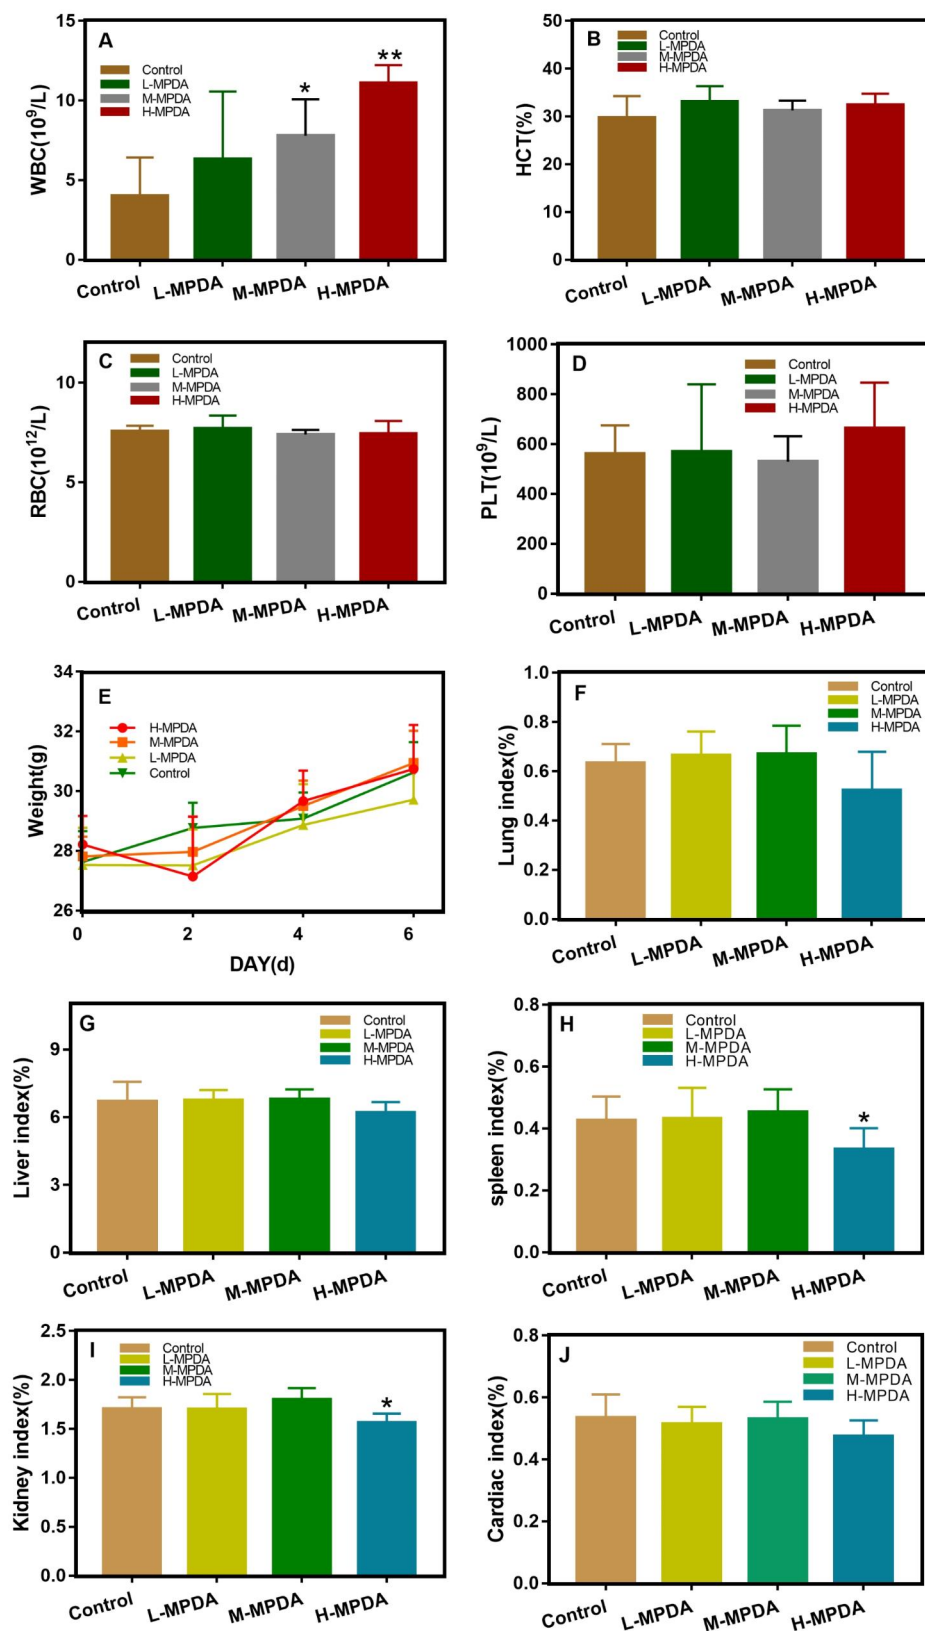 A
Control
L-MPDA
M-MPDA
H-MPDA
*
**
WBC(10⁹/L)
15
10
5
0
Control
L-MPDA
M-MPDA
H-MPDA
B
Control
L-MPDA
M-MPDA
H-MPDA
HCT(%)
50
40
30
20
10
0
Control
L-MPDA
M-MPDA
H-MPDA
C
Control
L-MPDA
M-MPDA
H-MPDA
RBC(10¹²/L)
10
5
0
Control
L-MPDA
M-MPDA
H-MPDA
D
Control
L-MPDA
M-MPDA
H-MPDA
PLT(10⁹/L)
1000
800
600
400
200
0
Control
L-MPDA
M-MPDA
H-MPDA
E
H-MPDA
M-MPDA
L-MPDA
Control
Weight(g)
34
32
30
28
26
0
2
4
6
DAY(d)
F
Control
L-MPDA
M-MPDA
H-MPDA
Lung index(%)
1.0
0.8
0.6
0.4
0.2
0.0
Control
L-MPDA
M-MPDA
H-MPDA
G
Control
L-MPDA
M-MPDA
H-MPDA
Liver index(%)
9
6
3
0
Control
L-MPDA
M-MPDA
H-MPDA
H
Control
L-MPDA
M-MPDA
H-MPDA
*
spleen index(%)
0.8
0.6
0.4
0.2
0.0
Control
L-MPDA
M-MPDA
H-MPDA
I
Control
L-MPDA
M-MPDA
H-MPDA
*
Kidney index(%)
2.5
2.0
1.5
1.0
0.5
0.0
Control
L-MPDA
M-MPDA
H-MPDA
J
Control
L-MPDA
M-MPDA
H-MPDA
Cardiac index(%)
0.8
0.6
0.4
0.2
0.0
Control
L-MPDA
M-MPDA
H-MPDA